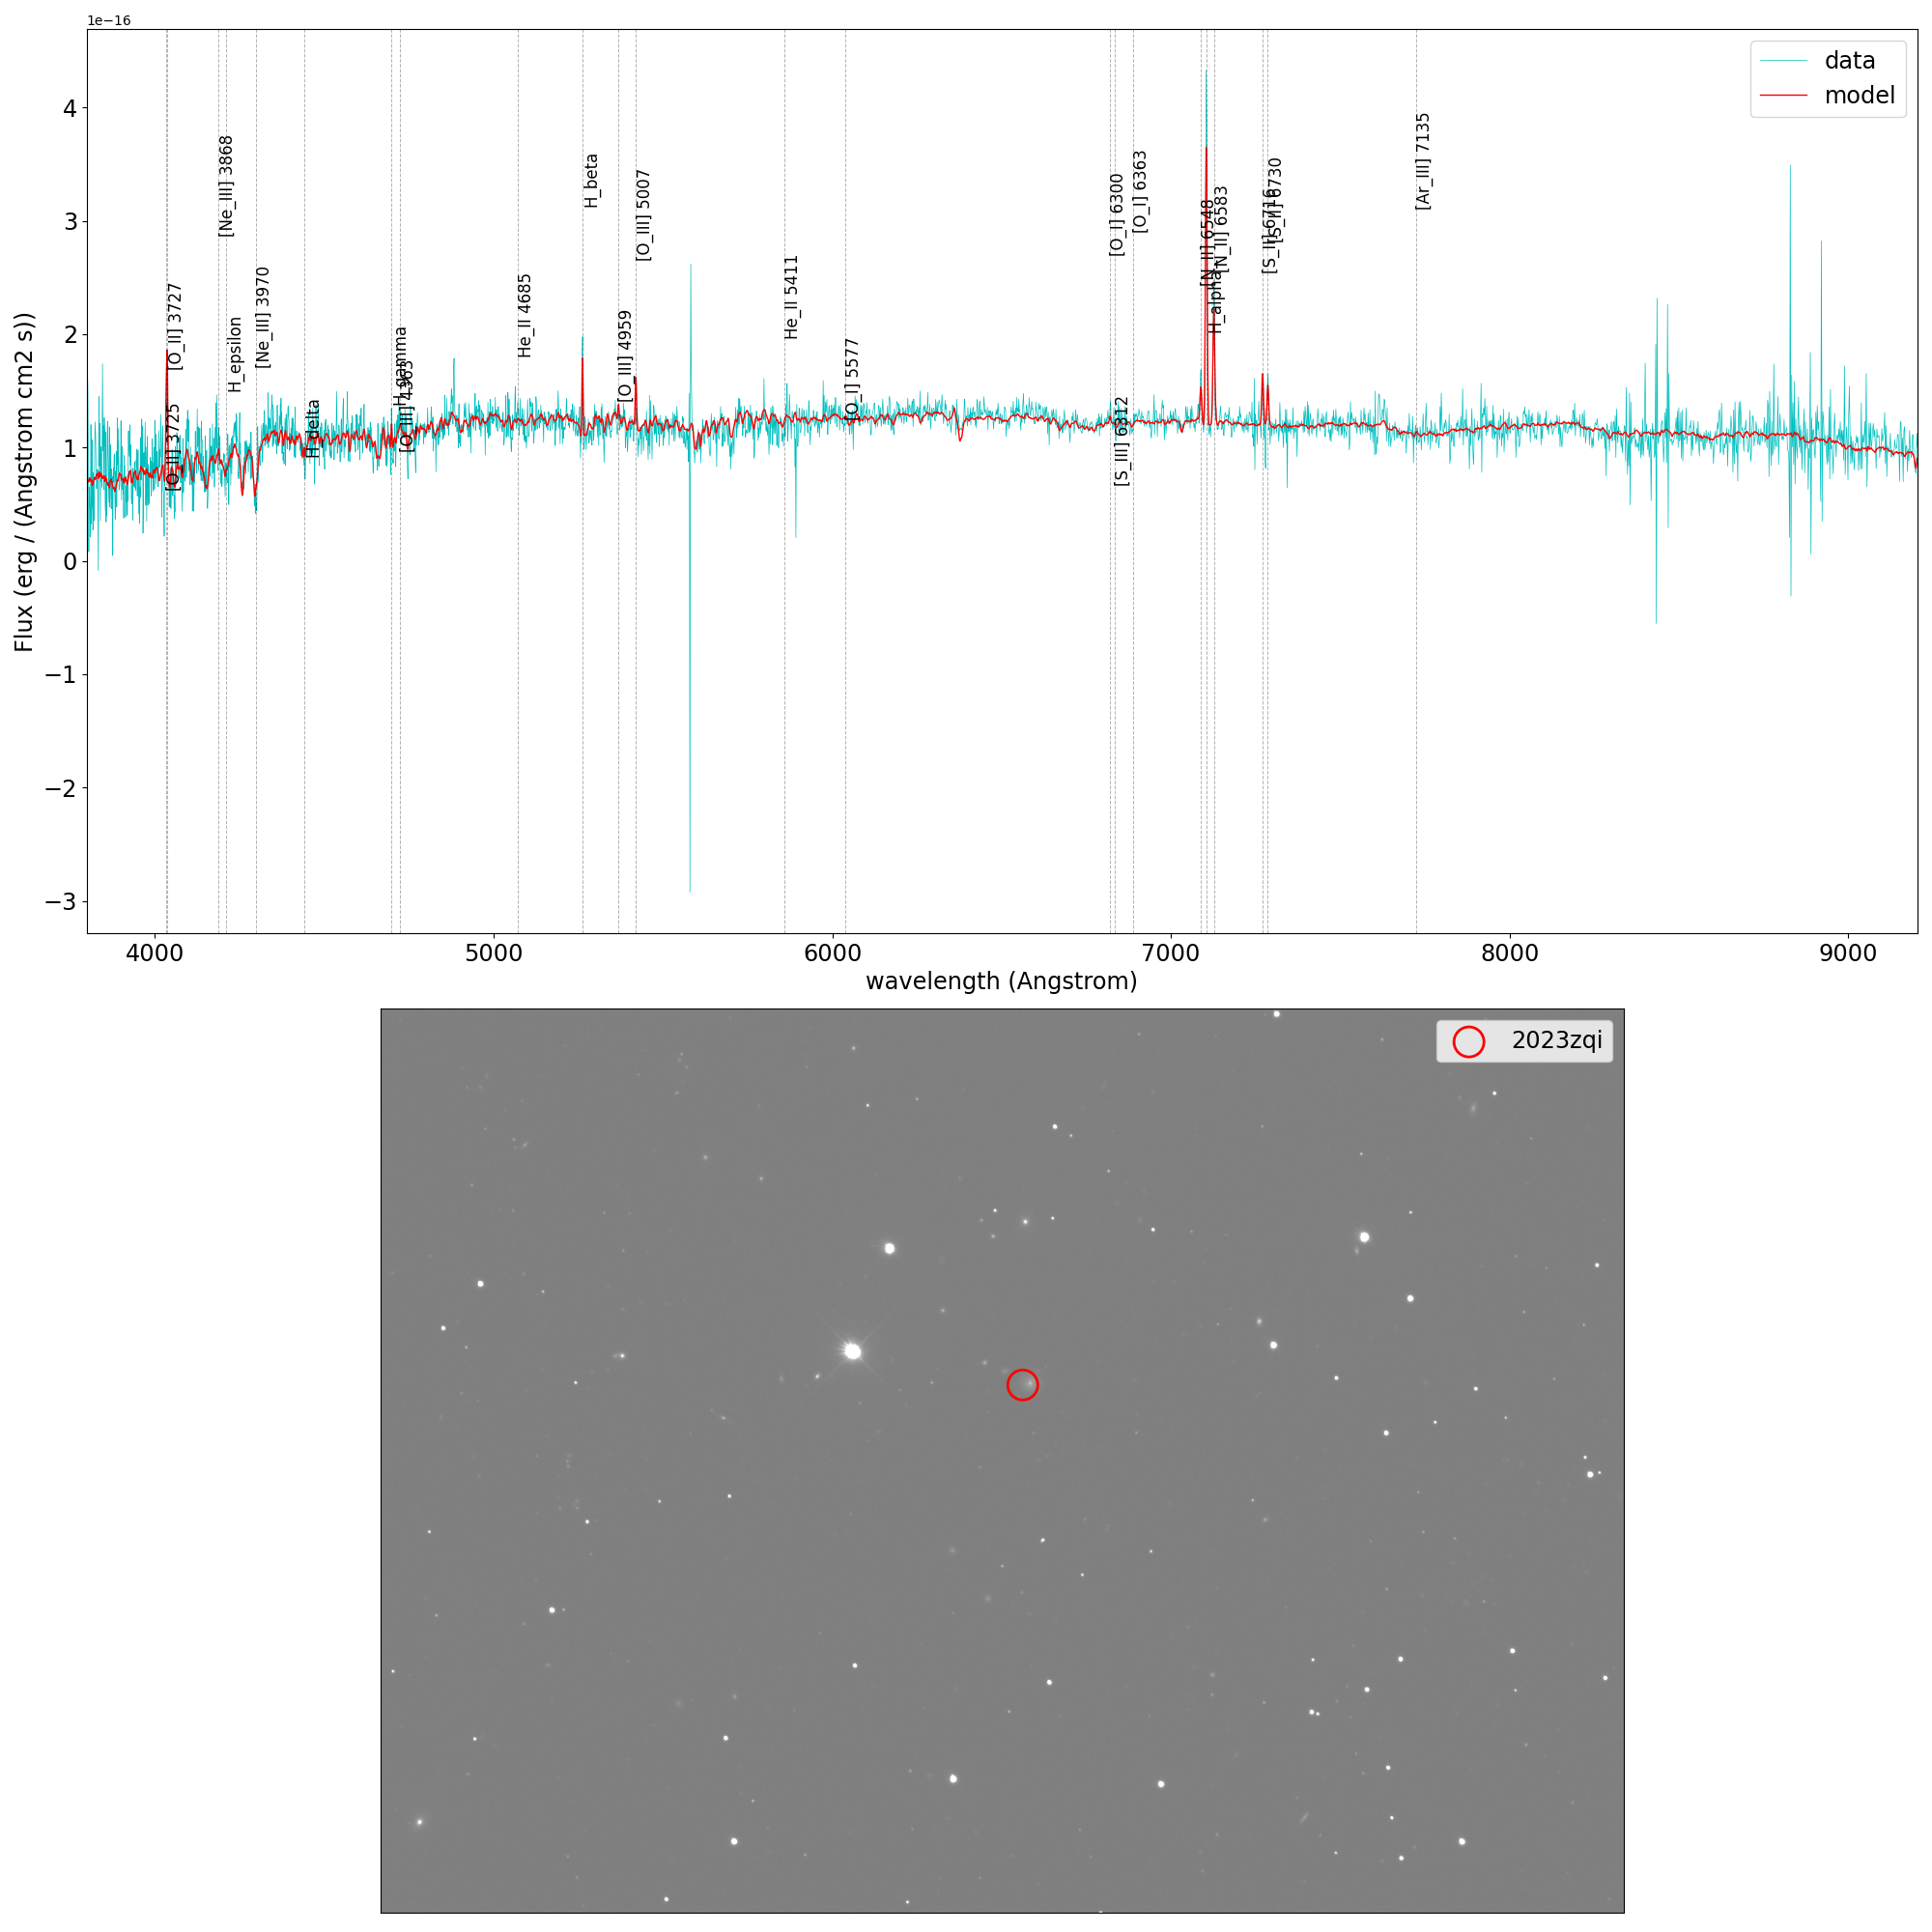 1e−16
data
model
4
3
2
1
0
−1
−2
−3
Flux (erg / (Angstrom cm2 s))
[O_II] 3725
[O_II] 3727
[Ne_III] 3868
H_epsilon
[Ne_III] 3970
H_delta
H_gamma
[O_III] 4363
He_II 4685
H_beta
[O_III] 4959
[O_III] 5007
He_II 5411
[O_I] 5577
[O_I] 6300
[S_III] 6312
[O_I] 6363
[N_II] 6548
H_alpha
[N_II] 6583
[S_II] 6716
[S_II] 6730
[Ar_III] 7135
4000 5000 6000 7000 8000 9000
wavelength (Angstrom)
2023zqi